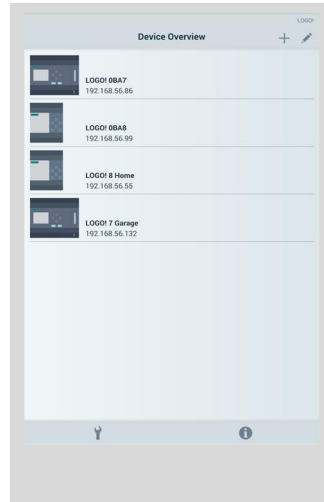 LOGO!
Device Overview
LOGO! 0BA7
192.168.56.86
LOGO! 0BA8
192.168.56.99
LOGO! 8 Home
192.168.56.55
LOGO! 7 Garage
192.168.56.132